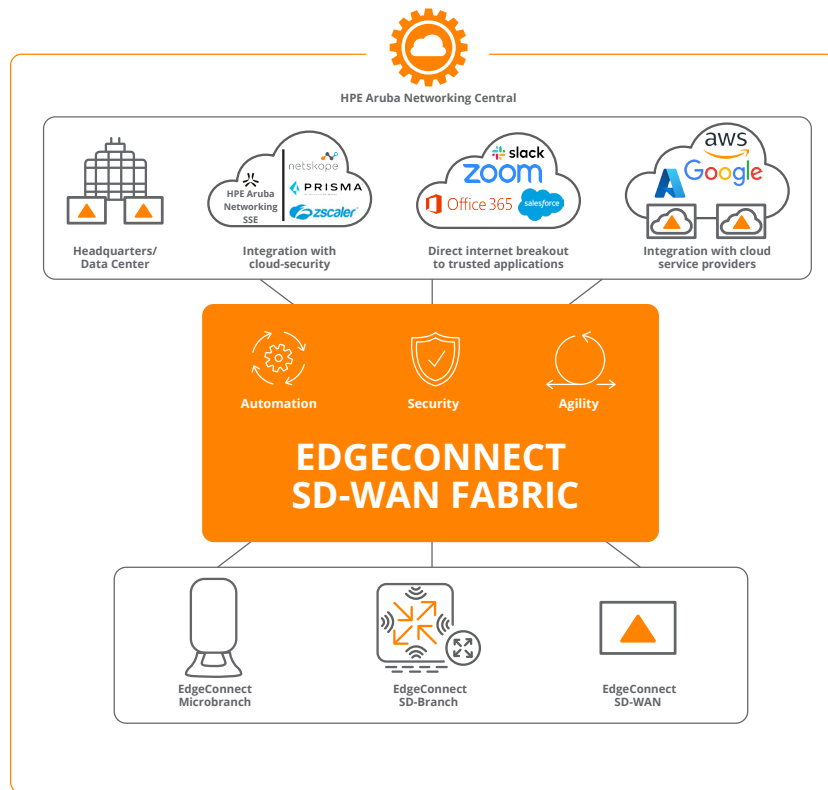 HPE Aruba Networking Central
Headquarters/
Data Center
HPE Aruba
Networking
SSE
netskope
PRISMA
zscaler
Integration with
cloud-security
slack
zoom
Office 365
salesforce
Direct internet breakout
to trusted applications
aws
Google
Integration with cloud
service providers
Automation
Security
Agility
EDGECONNECT
SD-WAN FABRIC
EdgeConnect
Microbranch
EdgeConnect
SD-Branch
EdgeConnect
SD-WAN